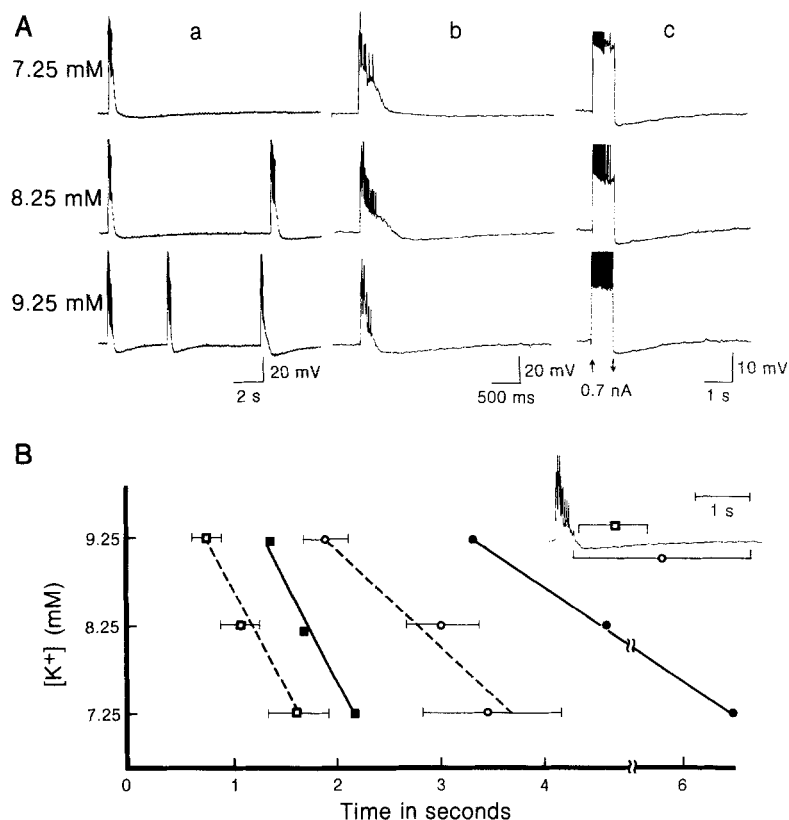 A
a
b
c
7.25 mM
8.25 mM
9.25 mM
20 mV
2 s
20 mV
500 ms
0.7 nA
10 mV
1 s
B
1 s
[K+] (mM)
9.25
8.25
7.25
0
1
2
3
4
6
Time in seconds